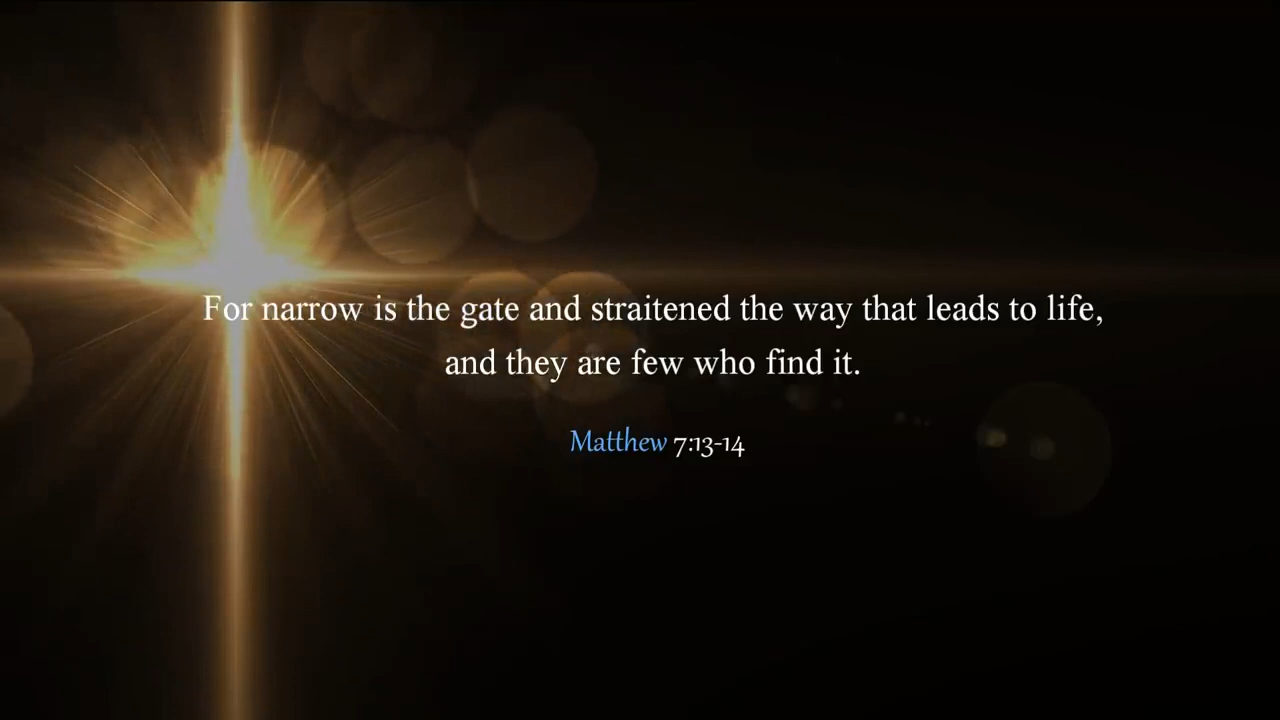 For narrow is the gate and straitened the way that leads to life,
and they are few who find it.
Matthew 7:13-14